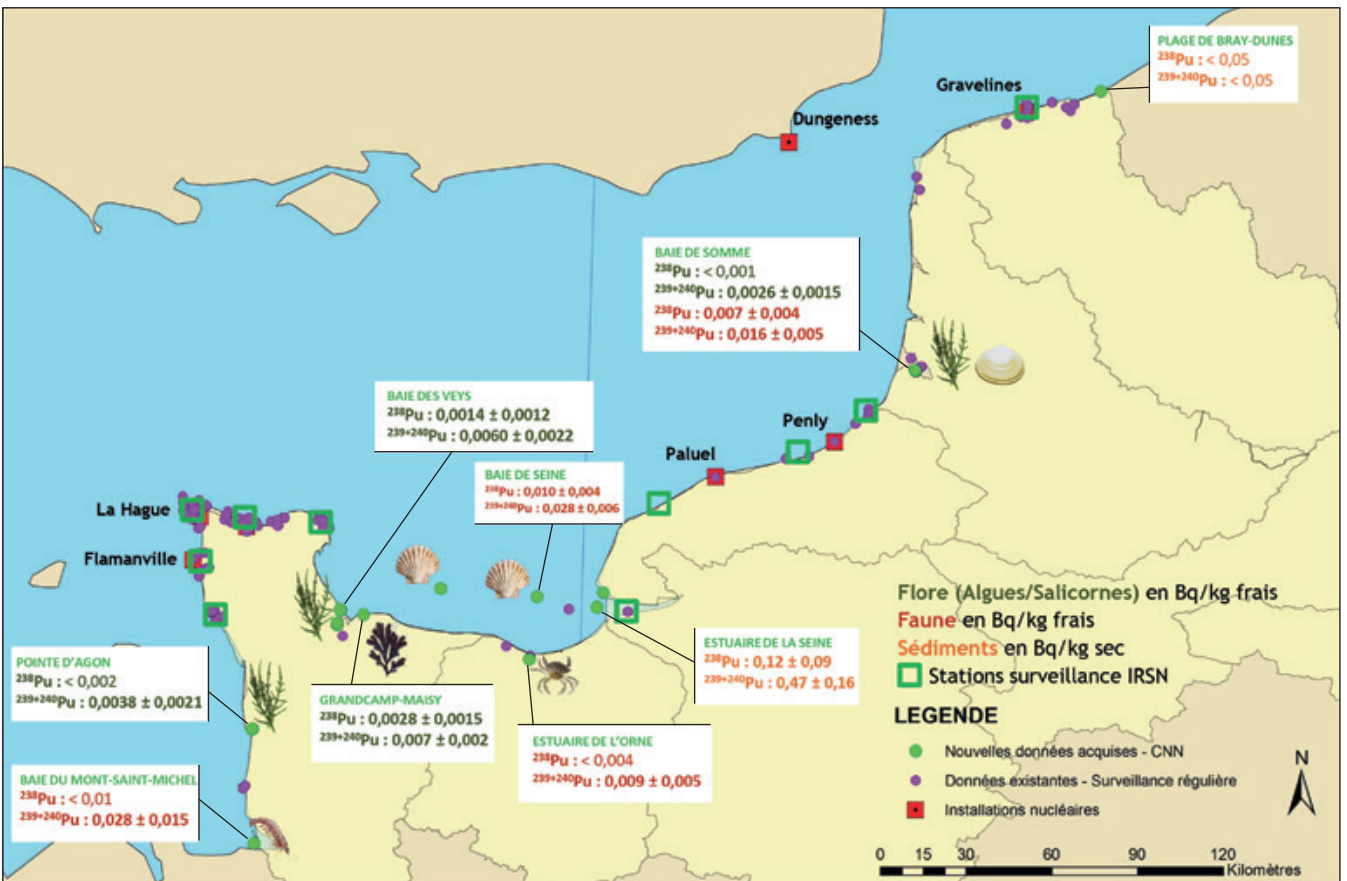 PLAGE DE BRAY-DUNES
²³⁸Pu : < 0,05
²³⁹⁺²⁴⁰Pu : < 0,05
Gravelines
Dungeness
BAIE DE SOMME
²³⁸Pu : < 0,001
²³⁹⁺²⁴⁰Pu : 0,0026 ± 0,0015
²³⁸Pu : 0,007 ± 0,004
²³⁹⁺²⁴⁰Pu : 0,016 ± 0,005
BAIE DES VEYS
²³⁸Pu : 0,0014 ± 0,0012
²³⁹⁺²⁴⁰Pu : 0,0060 ± 0,0022
Penly
Paluel
BAIE DE SEINE
²³⁸Pu : 0,010 ± 0,004
²³⁹⁺²⁴⁰Pu : 0,028 ± 0,006
La Hague
Flamanville
POINTE D'AGON
²³⁸Pu : < 0,002
²³⁹⁺²⁴⁰Pu : 0,0038 ± 0,0021
GRANDCAMP-MAISY
²³⁸Pu : 0,0028 ± 0,0015
²³⁹⁺²⁴⁰Pu : 0,007 ± 0,002
ESTUAIRE DE L'ORNE
²³⁸Pu : < 0,004
²³⁹⁺²⁴⁰Pu : 0,009 ± 0,005
ESTUAIRE DE LA SEINE
²³⁸Pu : 0,12 ± 0,09
²³⁹⁺²⁴⁰Pu : 0,47 ± 0,16
BAIE DU MONT-SAINT-MICHEL
²³⁸Pu : < 0,01
²³⁹⁺²⁴⁰Pu : 0,028 ± 0,015
Flore (Algues/Salicornes) en Bq/kg frais
Faune en Bq/kg frais
Sédiments en Bq/kg sec
Stations surveillance IRSN
LEGENDE
Nouvelles données acquises - CNN
Données existantes - Surveillance régulière
Installations nucléaires
N
0 15 30 60 90 120
Kilomètres